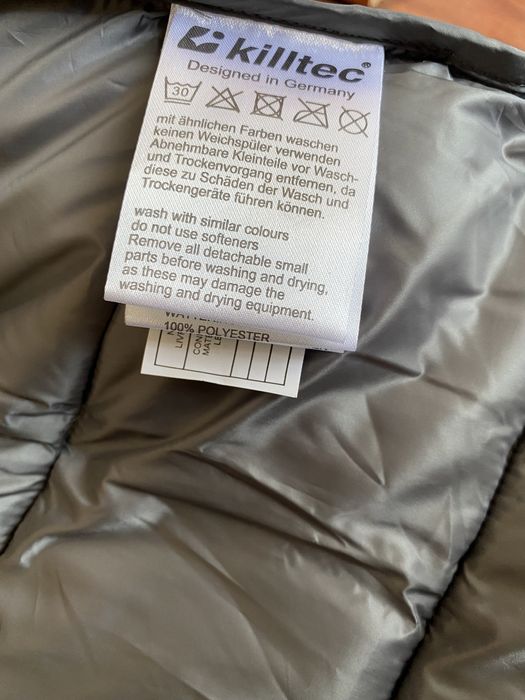 killtec®
Designed in Germany
30
mit ähnlichen Farben waschen
keinen Weichspüler verwenden
Abnehmbare Kleinteile vor Wasch-
und Trockenvorgang entfernen, da
diese zu Schäden der Wasch und
Trockengeräte führen können.
wash with similar colours
do not use softeners
Remove all detachable small
parts before washing and drying,
as these may damage the
washing and drying equipment.
100% POLYESTER